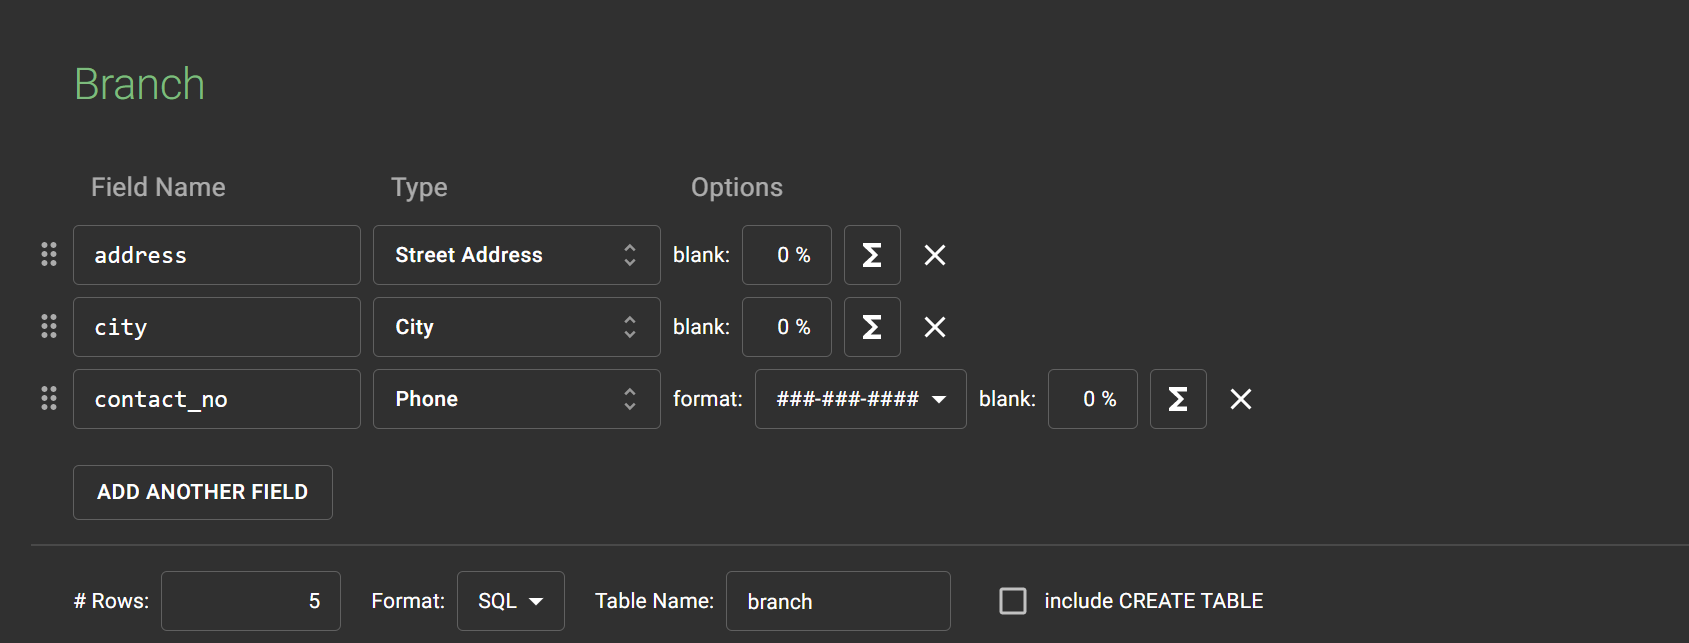 Branch
Field Name Type Options
address Street Address blank: 0 % Σ
city City blank: 0 % Σ
contact_no Phone format: ###-###-#### blank: 0 % Σ
ADD ANOTHER FIELD
# Rows: 5 Format: SQL Table Name: branch include CREATE TABLE